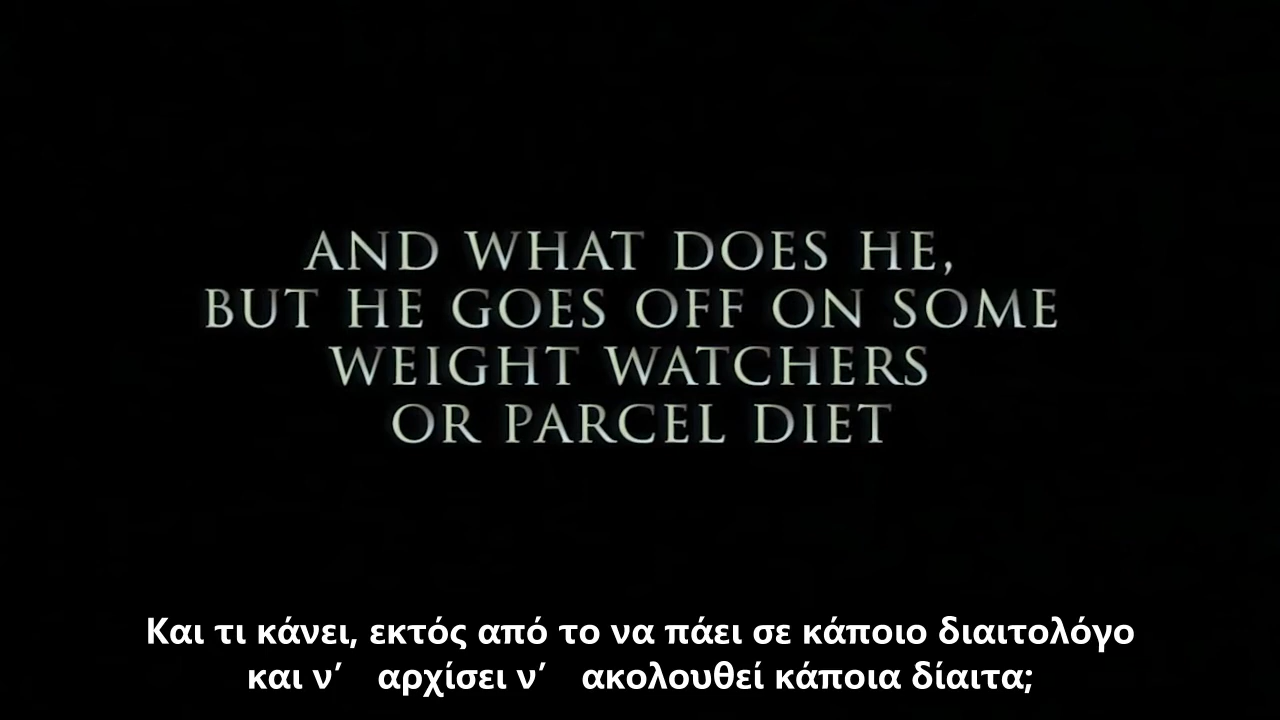 AND WHAT DOES HE,
BUT HE GOES OFF ON SOME
WEIGHT WATCHERS
OR PARCEL DIET
Και τι κάνει, εκτός από το να πάει σε κάποιο διαιτολόγο
και ν’ αρχίσει ν’ ακολουθεί κάποια δίαιτα;